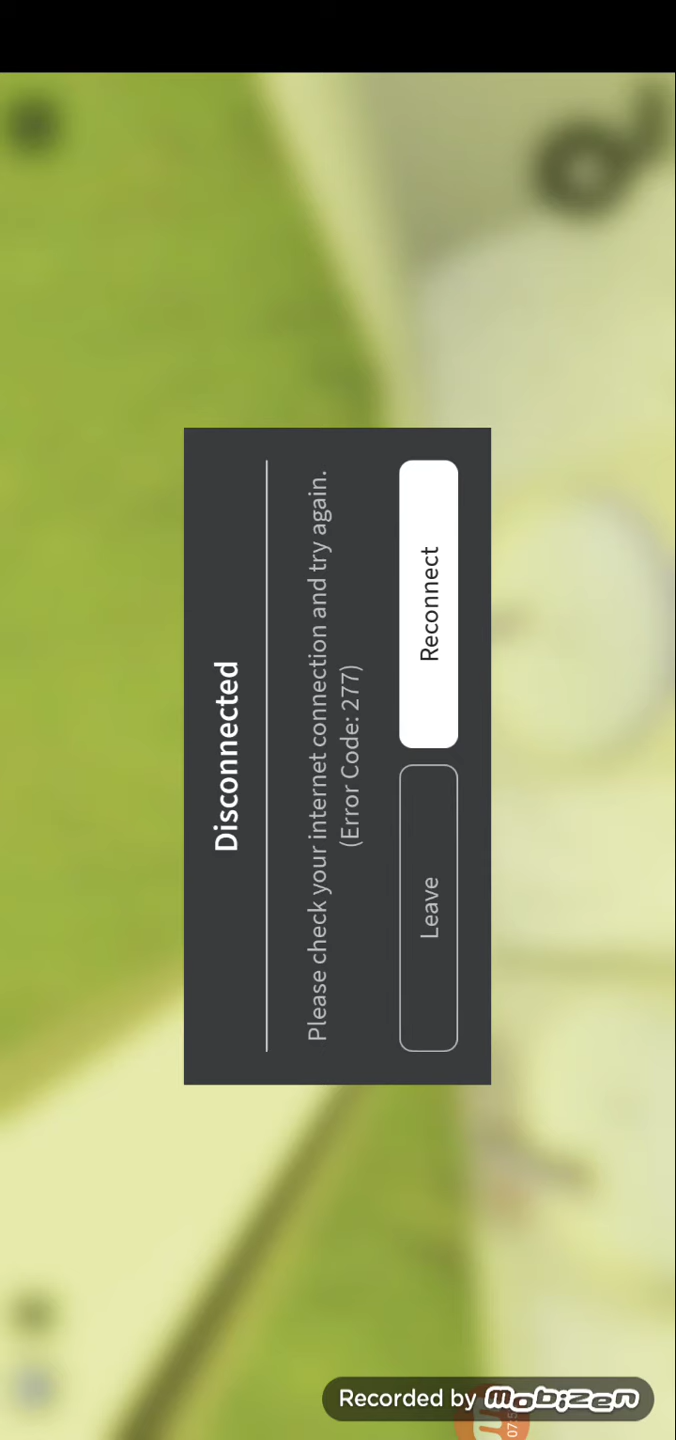 Disconnected
Please check your internet connection and try again.
(Error Code: 277)
Leave
Reconnect
Recorded by mobizen